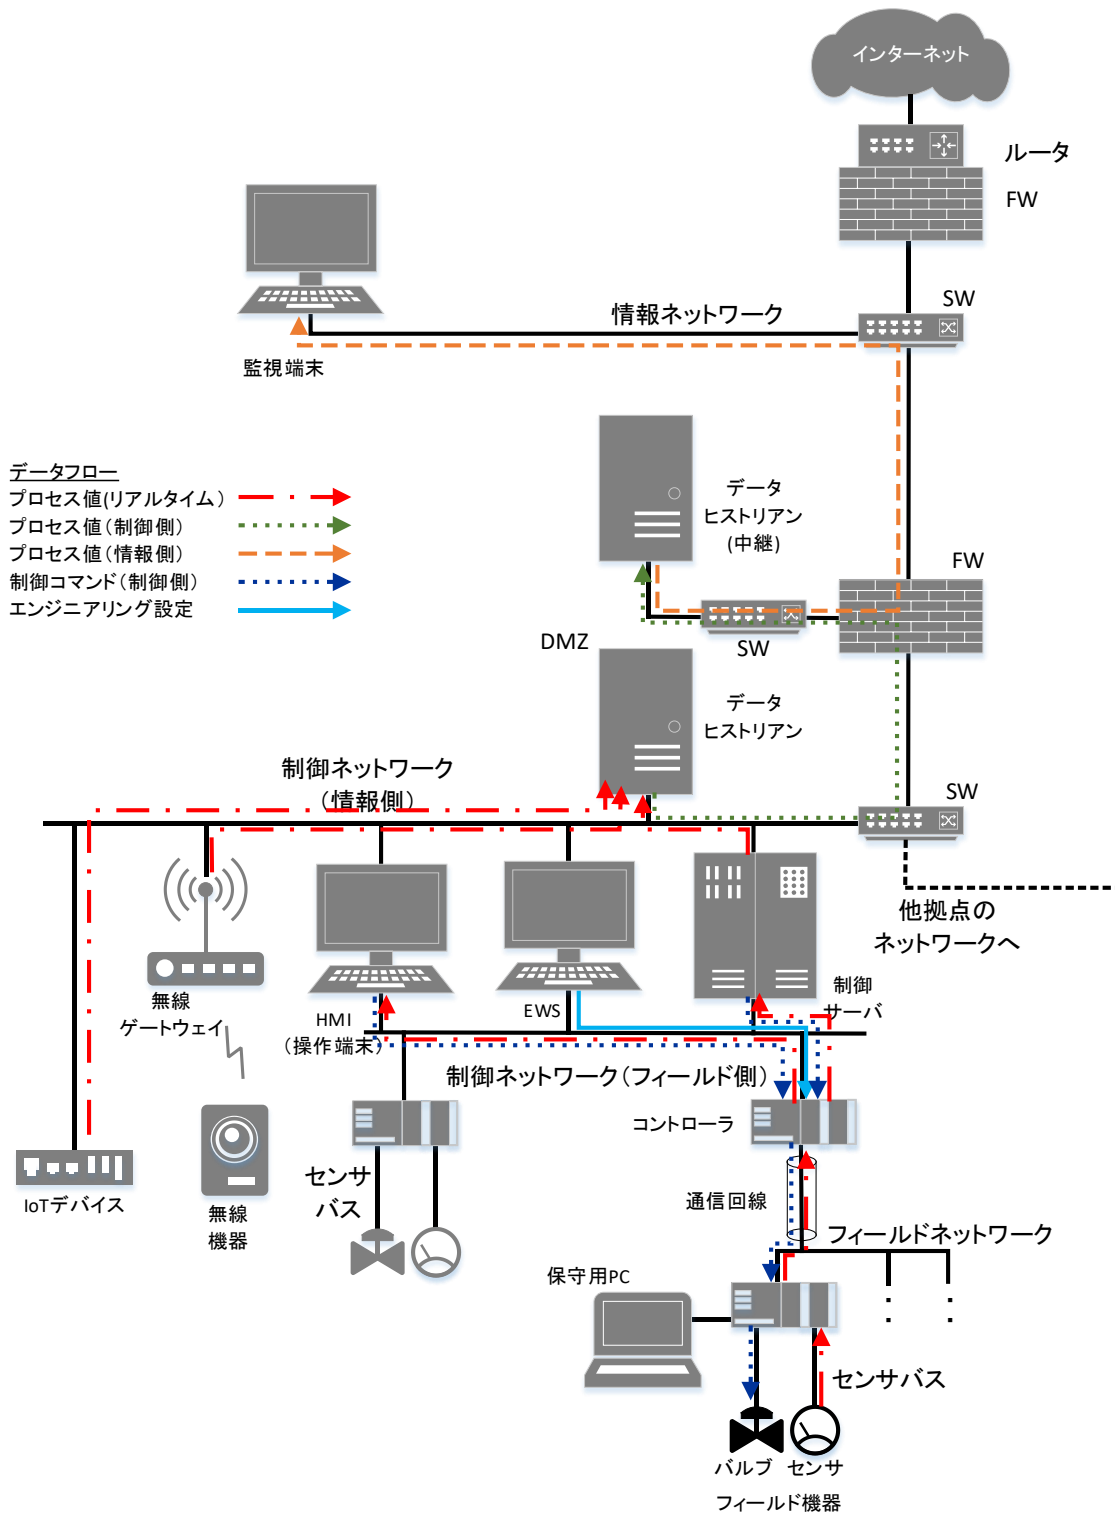 インターネット
ルータ
FW
SW
情報ネットワーク
監視端末
データフロー
プロセス値(リアルタイム)
プロセス値(制御側)
プロセス値(情報側)
制御コマンド(制御側)
エンジニアリング設定
データ
ヒストリアン
(中継)
FW
SW
DMZ
データ
ヒストリアン
制御ネットワーク
(情報側)
SW
他拠点の
ネットワークへ
無線
ゲートウェイ
HMI
(操作端末)
EWS
制御
サーバ
制御ネットワーク(フィールド側)
コントローラ
センサ
バス
通信回線
IoTデバイス
無線
機器
フィールドネットワーク
保守用PC
センサバス
バルブ センサ
フィールド機器